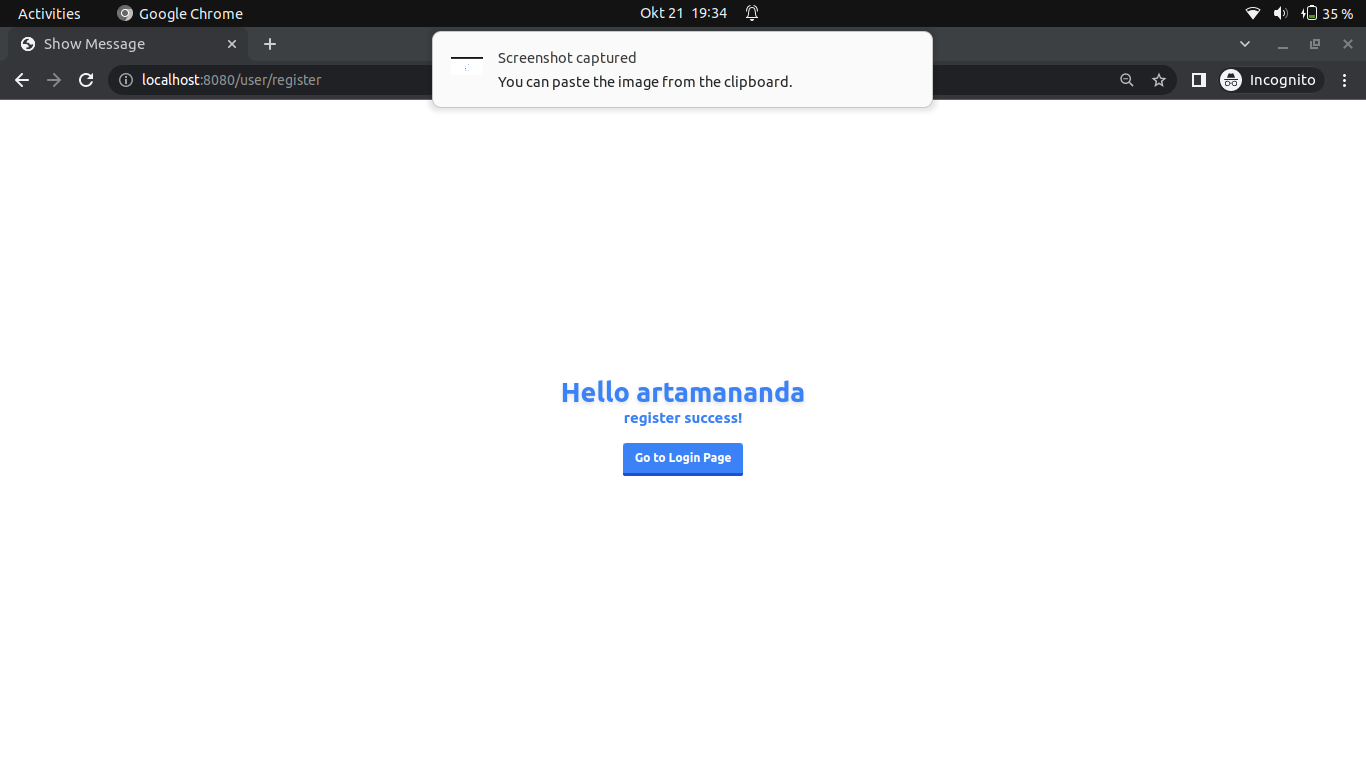 Activities Google Chrome Okt 21 19:34 35 %
Show Message
localhost:8080/user/register Incognito
Screenshot captured
You can paste the image from the clipboard.
Hello artamananda
register success!
Go to Login Page